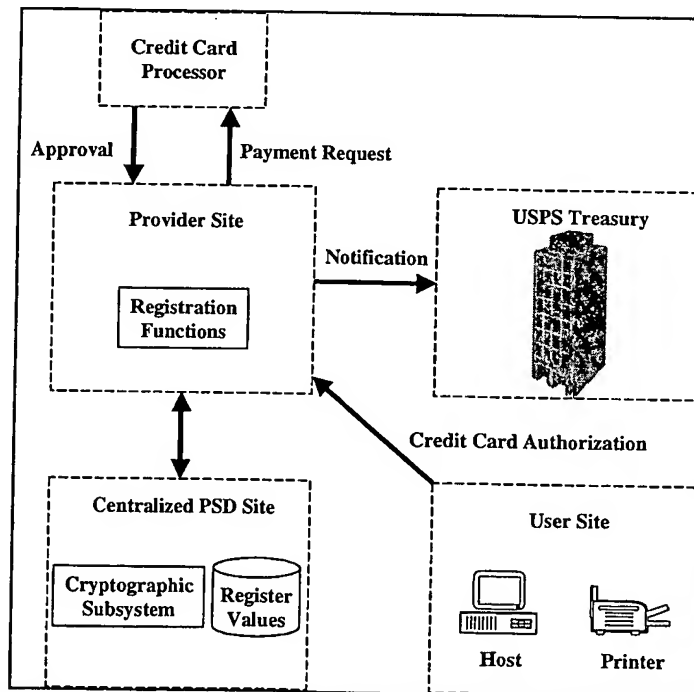 Credit Card
Processor
Approval
Payment Request
Provider Site
USPS Treasury
Notification
Registration
Functions
Credit Card Authorization
Centralized PSD Site
User Site
Cryptographic
Subsystem
Register
Values
Host
Printer